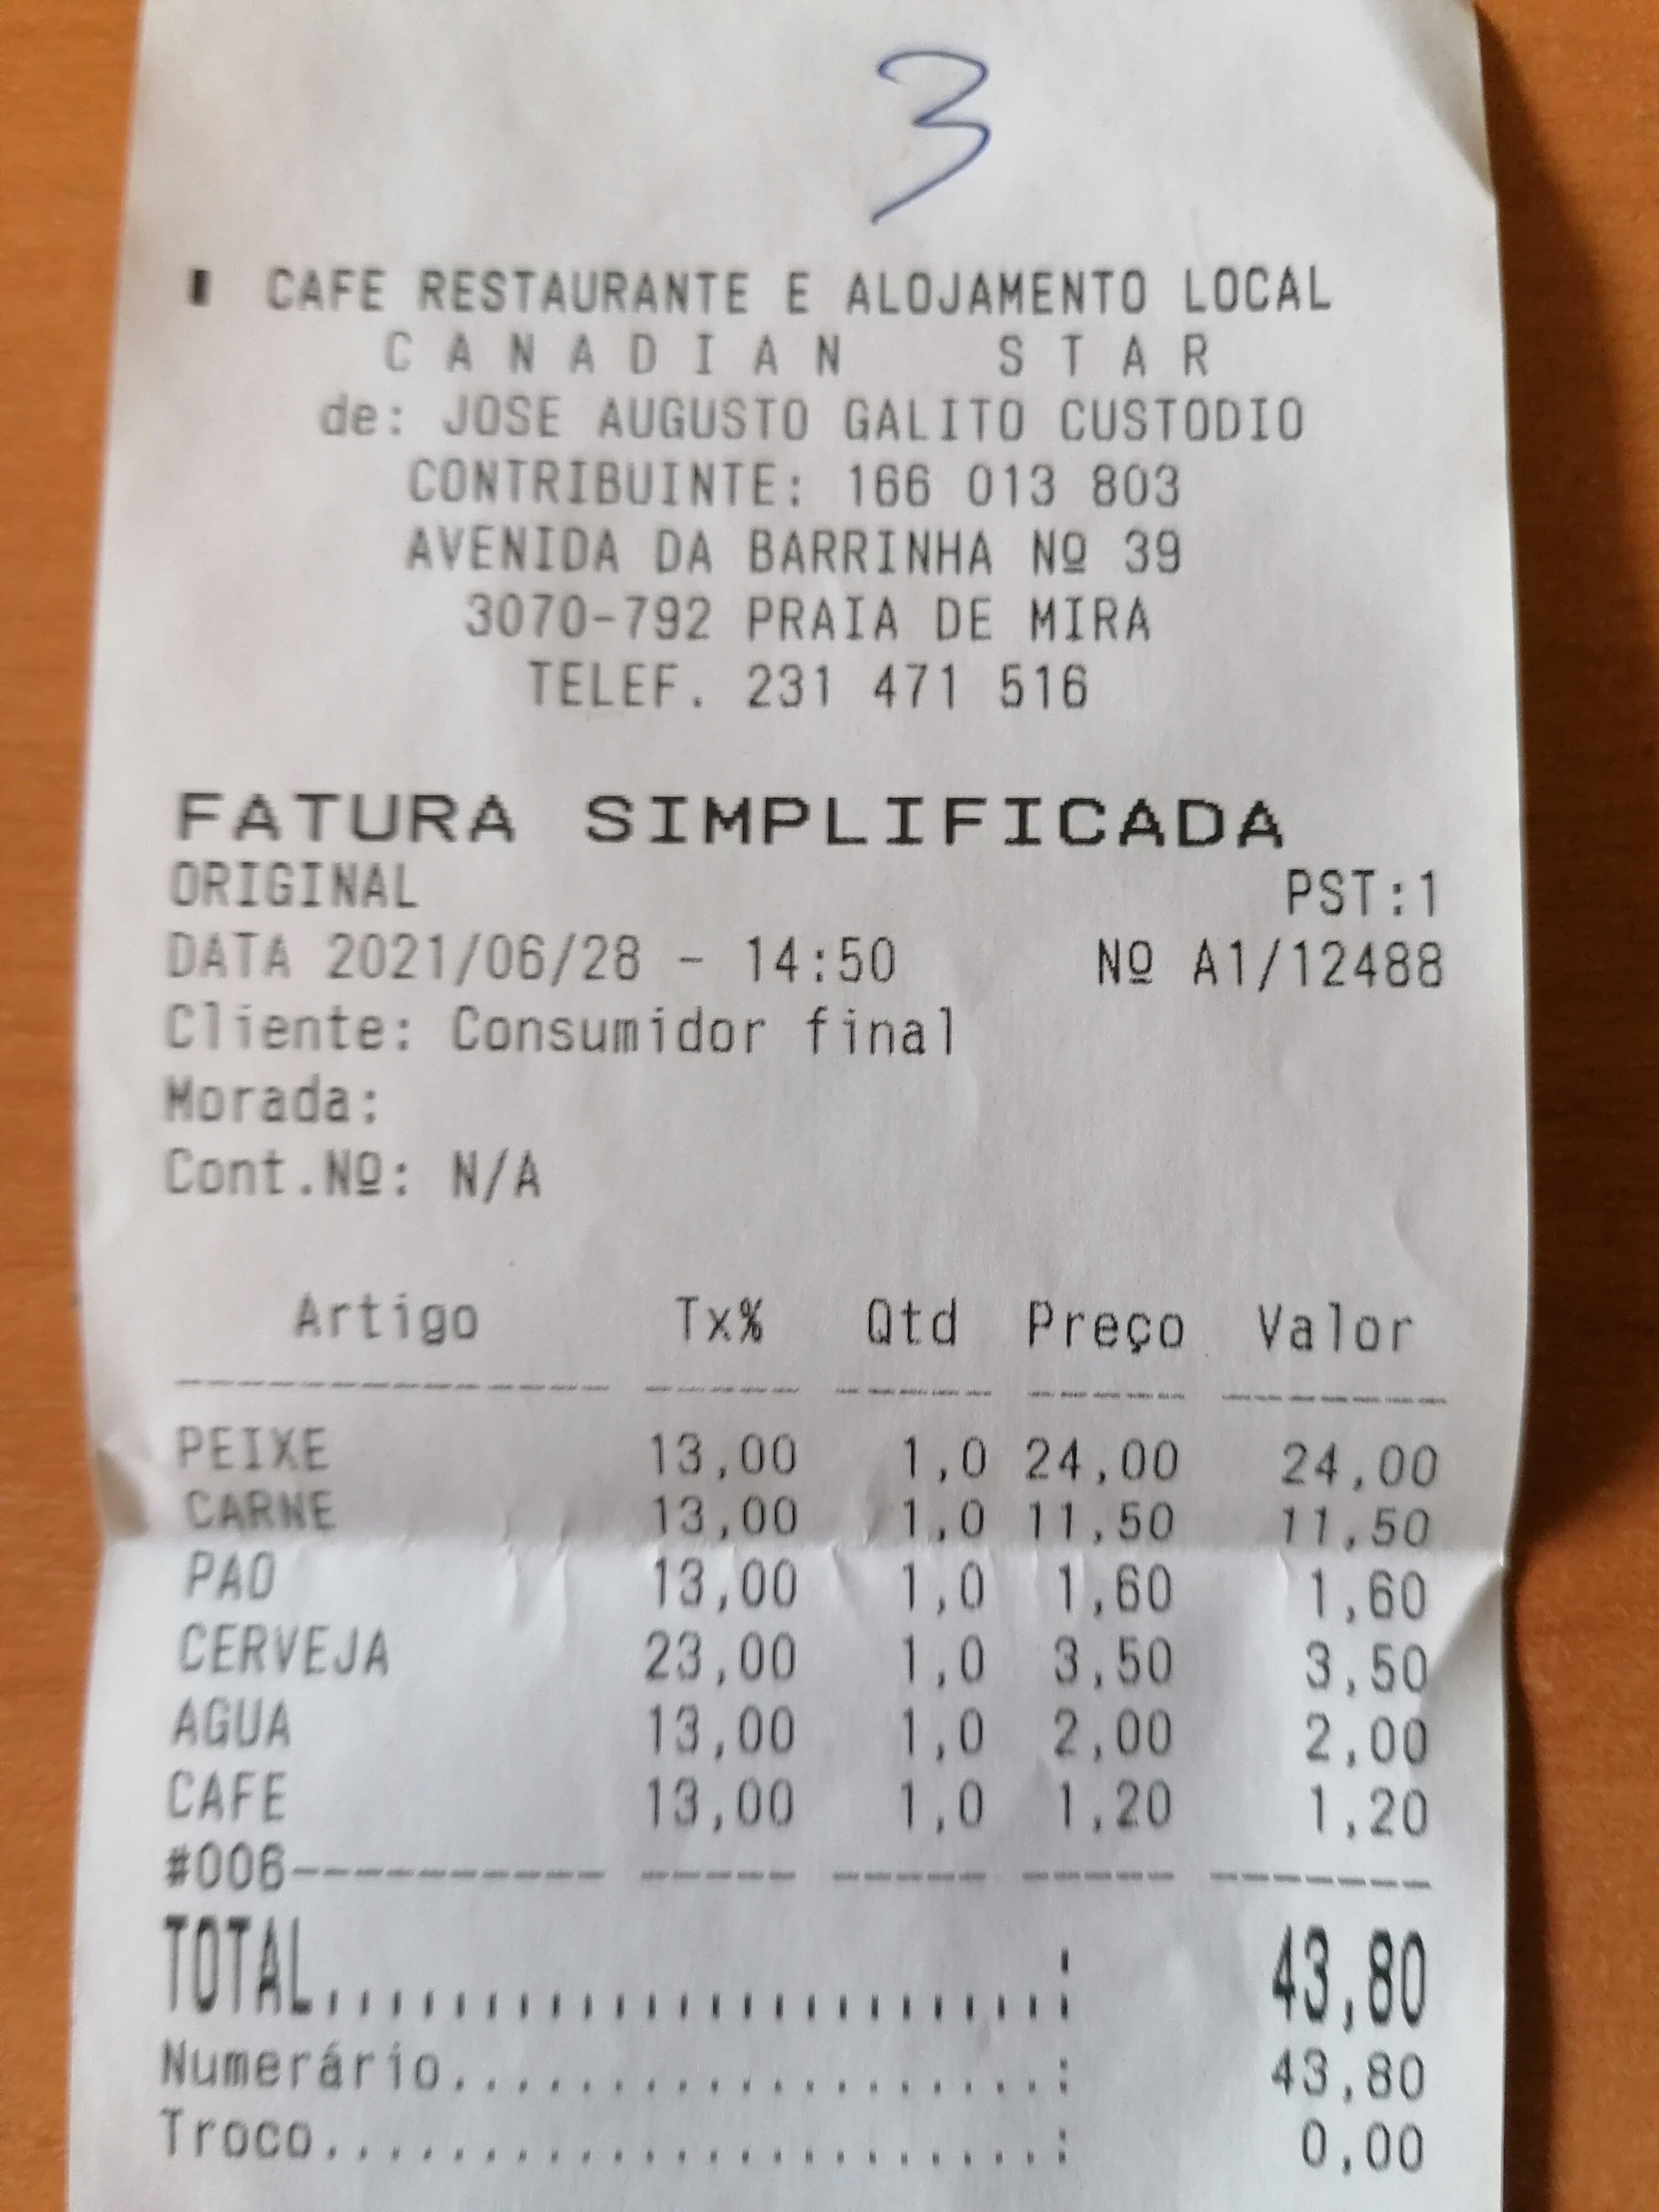 3
CAFE RESTAURANTE E ALOJAMENTO LOCAL
CANADIAN STAR
de: JOSE AUGUSTO GALITO CUSTODIO
CONTRIBUINTE: 166 013 803
AVENIDA DA BARRINHA Nº 39
3070-792 PRAIA DE MIRA
TELEF. 231 471 516
FATURA SIMPLIFICADA
ORIGINAL PST:1
DATA 2021/06/28 - 14:50 Nº A1/12488
Cliente: Consumidor final
Morada:
Cont.Nº: N/A
Artigo Tx% Qtd Preço Valor
PEIXE 13,00 1,0 24,00 24,00
CARNE 13,00 1,0 11,50 11,50
PAO 13,00 1,0 1,60 1,60
CERVEJA 23,00 1,0 3,50 3,50
AGUA 13,00 1,0 2,00 2,00
CAFE 13,00 1,0 1,20 1,20
#006---------- ----- ----- ----- -------
TOTAL........................: 43,80
Numerário....................: 43,80
Troco........................: 0,00